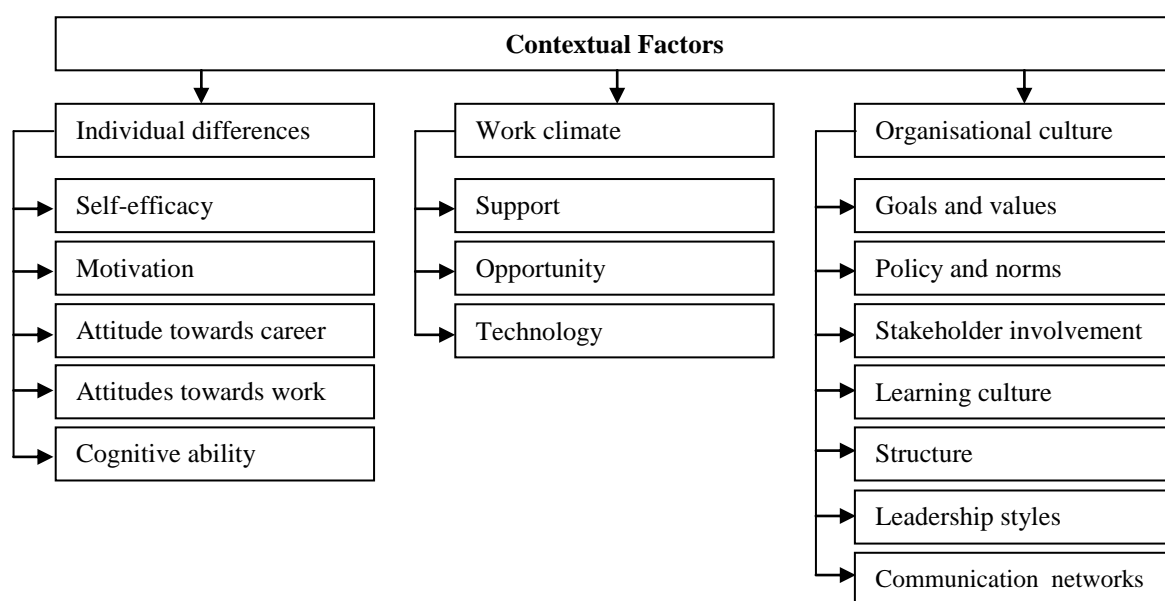 Contextual Factors
Individual differences
Self-efficacy
Motivation
Attitude towards career
Attitudes towards work
Cognitive ability
Work climate
Support
Opportunity
Technology
Organisational culture
Goals and values
Policy and norms
Stakeholder involvement
Learning culture
Structure
Leadership styles
Communication networks